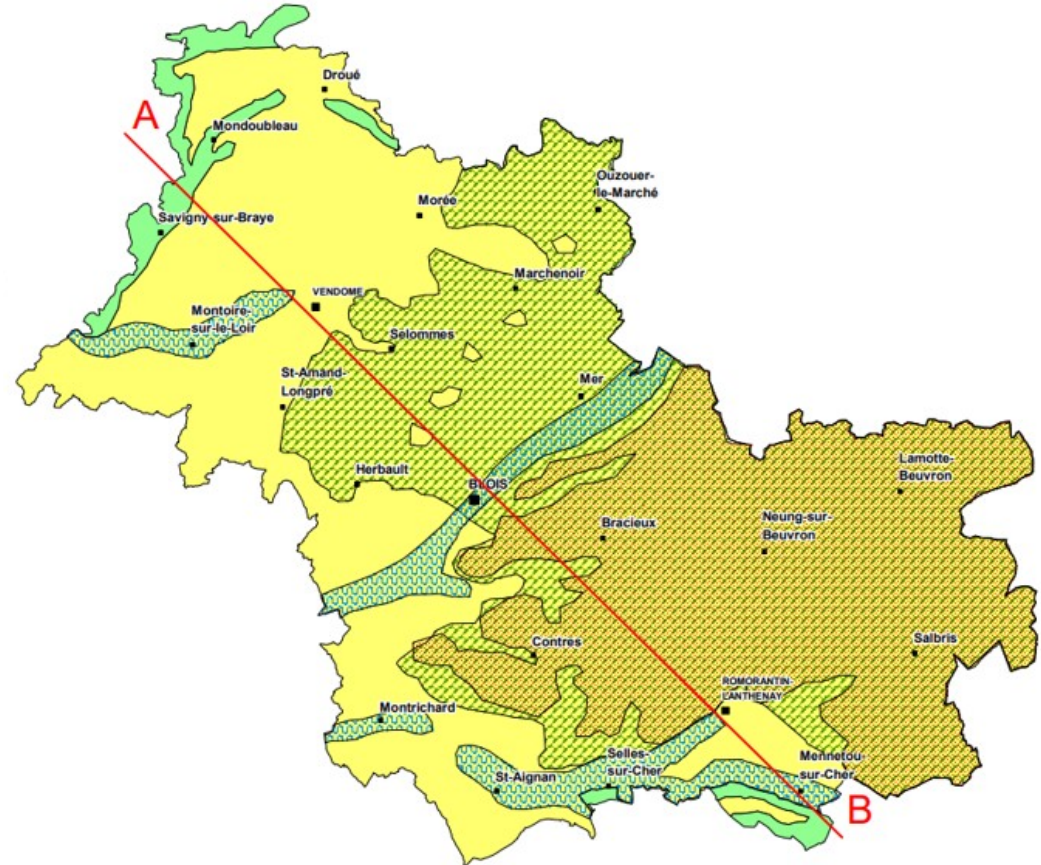 A
Droué
Mondoubleau
Ouzouer-
le-Marché
Morée
Savigny-sur-Braye
Marchenoir
VENDOME
Montoire-
sur-le-Loir
Selommes
St-Amand-
Longpré
Mer
Herbault
BLOIS
Lamotte-
Beuvron
Bracieux
Neung-sur-
Beuvron
Contres
Salbris
ROMORANTIN-
LANTHENAY
Montrichard
Selles-
sur-Cher
St-Aignan
Mennetou-
sur-Cher
B